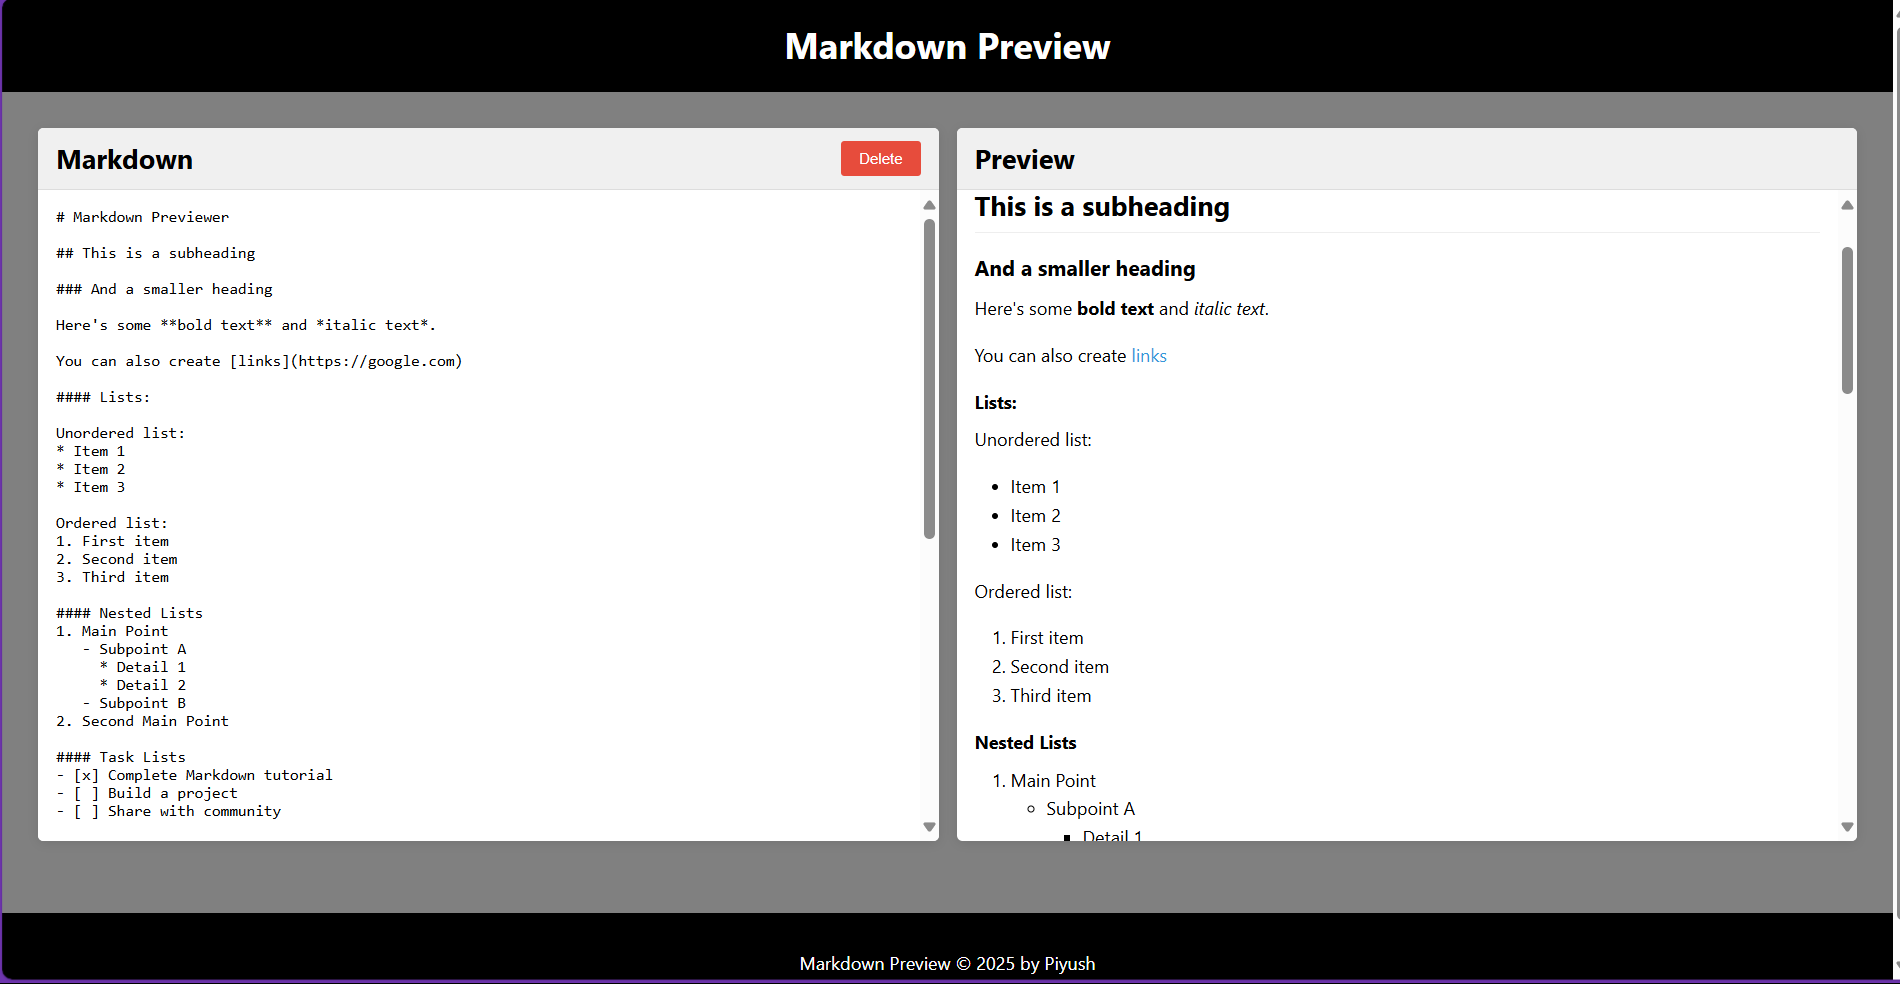 Markdown Preview
Markdown
Delete
# Markdown Previewer
## This is a subheading
### And a smaller heading
Here's some **bold text** and *italic text*.
You can also create [links](https://google.com)
#### Lists:
Unordered list:
* Item 1
* Item 2
* Item 3
Ordered list:
1. First item
2. Second item
3. Third item
#### Nested Lists
1. Main Point
   - Subpoint A
     * Detail 1
     * Detail 2
   - Subpoint B
2. Second Main Point
#### Task Lists
- [x] Complete Markdown tutorial
- [ ] Build a project
- [ ] Share with community
Preview
This is a subheading
And a smaller heading
Here's some bold text and italic text.
You can also create links
Lists:
Unordered list:
• Item 1
• Item 2
• Item 3
Ordered list:
1. First item
2. Second item
3. Third item
Nested Lists
1. Main Point
◦ Subpoint A
▪ Detail 1
Markdown Preview © 2025 by Piyush